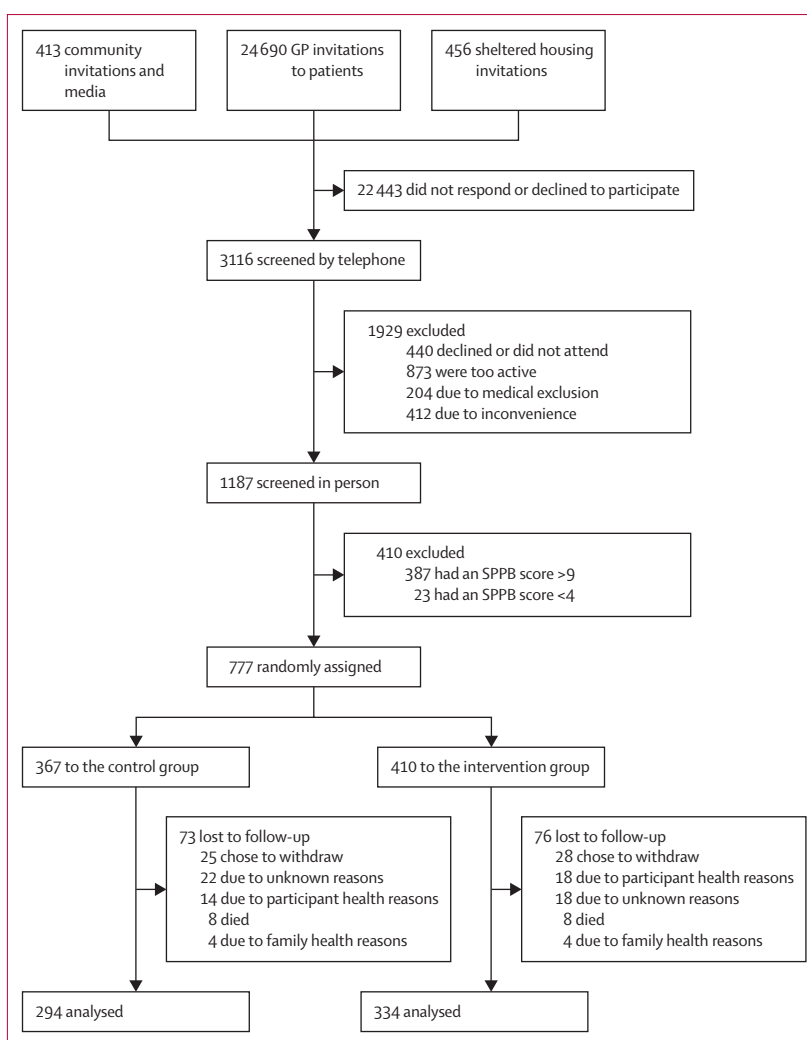 413 community
invitations and
media
24 690 GP invitations
to patients
456 sheltered housing
invitations
22 443 did not respond or declined to participate
3116 screened by telephone
1929 excluded
440 declined or did not attend
873 were too active
204 due to medical exclusion
412 due to inconvenience
1187 screened in person
410 excluded
387 had an SPPB score >9
23 had an SPPB score <4
777 randomly assigned
367 to the control group
410 to the intervention group
73 lost to follow-up
25 chose to withdraw
22 due to unknown reasons
14 due to participant health reasons
8 died
4 due to family health reasons
76 lost to follow-up
28 chose to withdraw
18 due to participant health reasons
18 due to unknown reasons
8 died
4 due to family health reasons
294 analysed
334 analysed